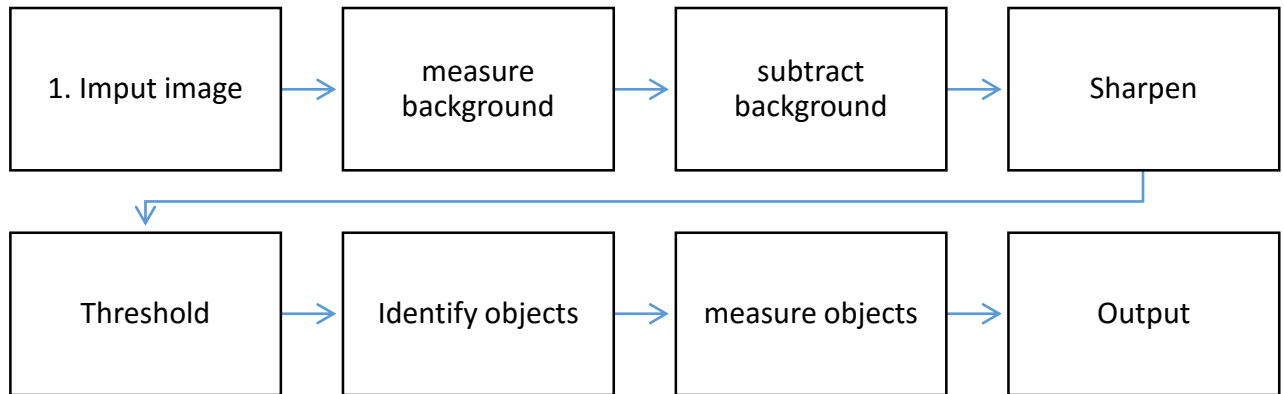 1. Imput image
measure
background
subtract
background
Sharpen
Threshold
Identify objects
measure objects
Output